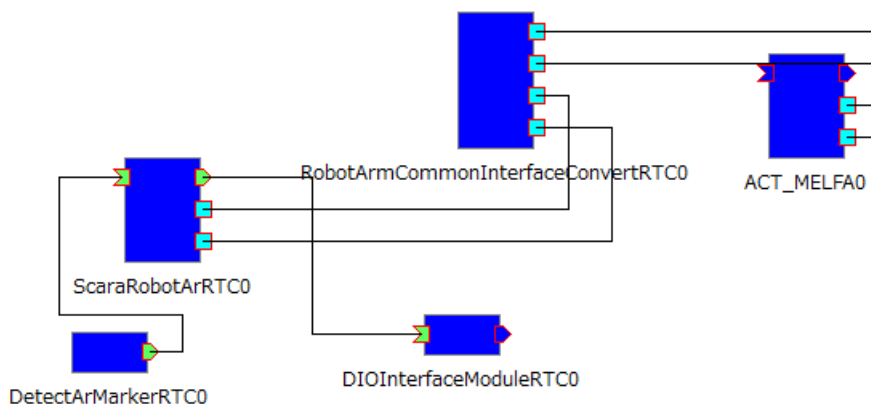 RobotArmCommonInterfaceConvertRTC0
ACT_MELFA0
ScaraRobotArRTC0
DIOInterfaceModuleRTC0
DetectArMarkerRTC0